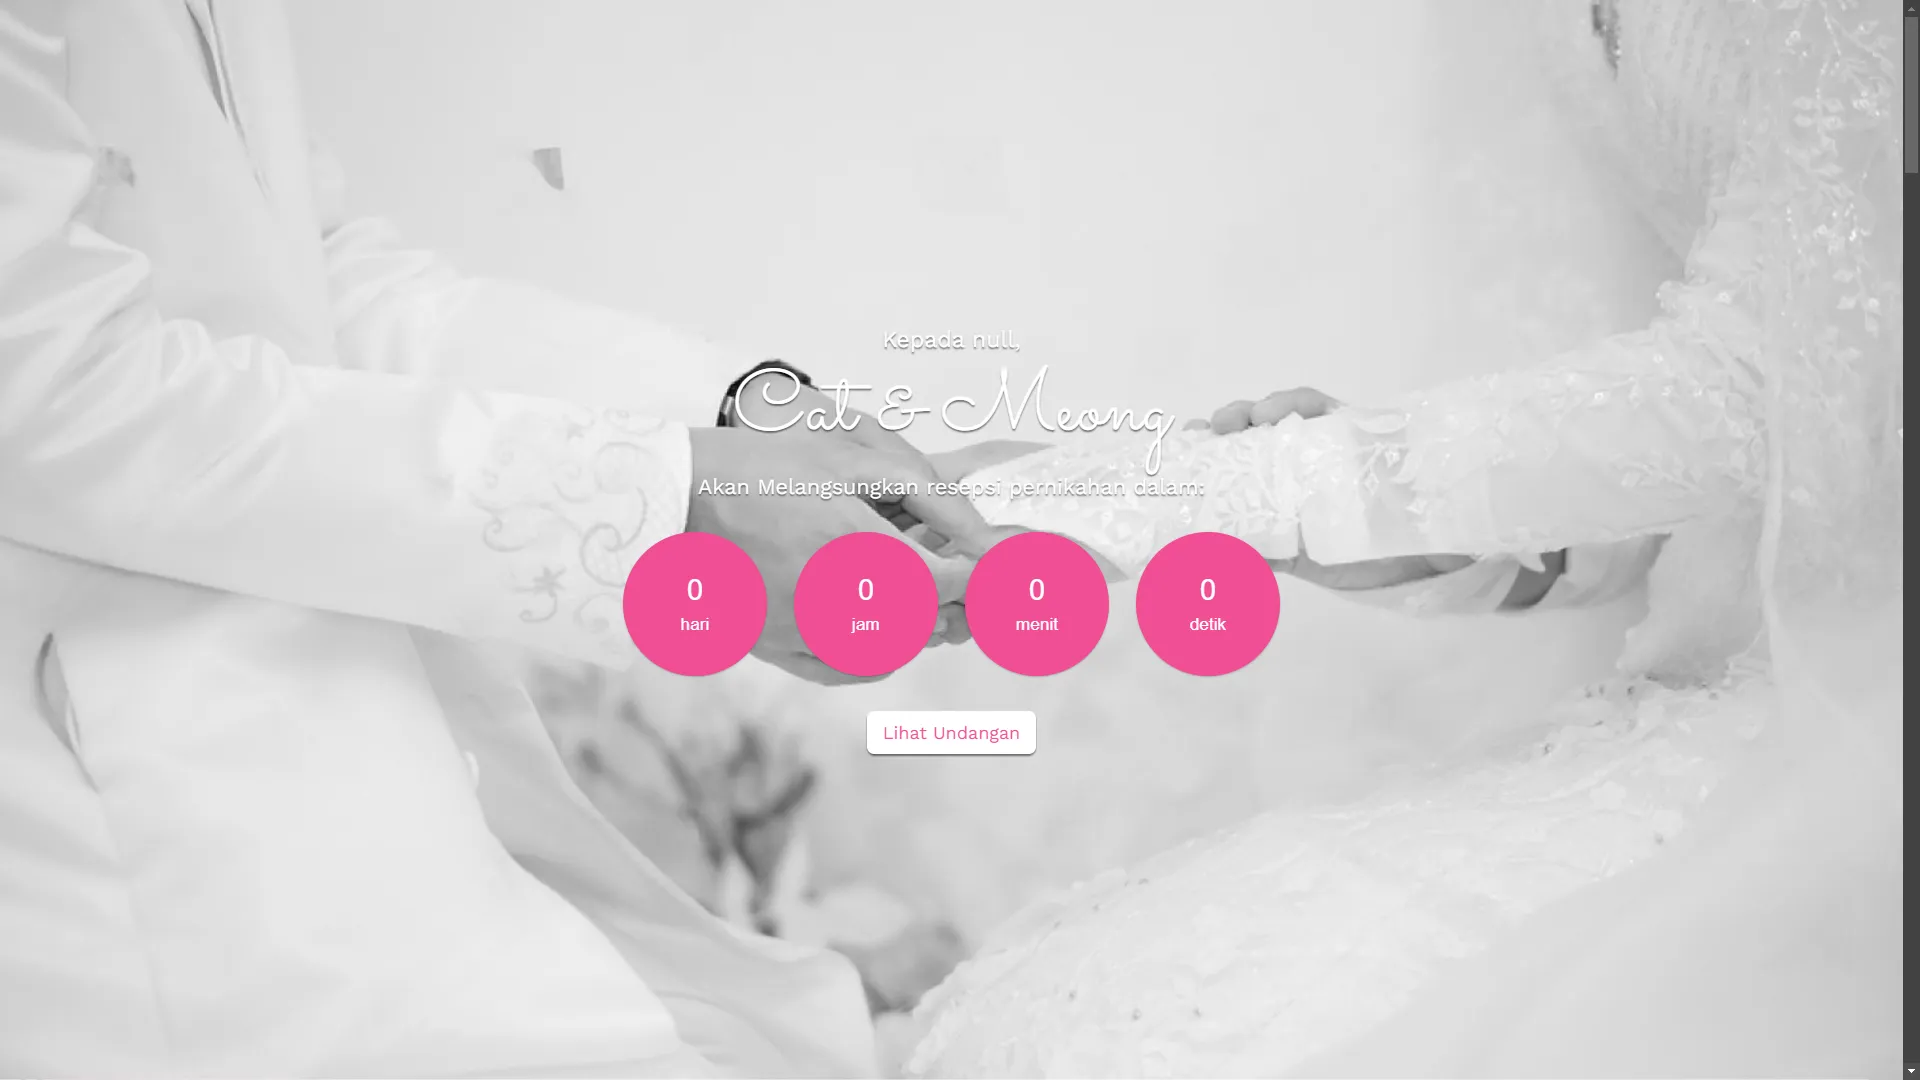 Kepada null,
Cat & Meong
Akan Melangsungkan resepsi pernikahan dalam:
0 0 0 0
hari jam menit detik
Lihat Undangan